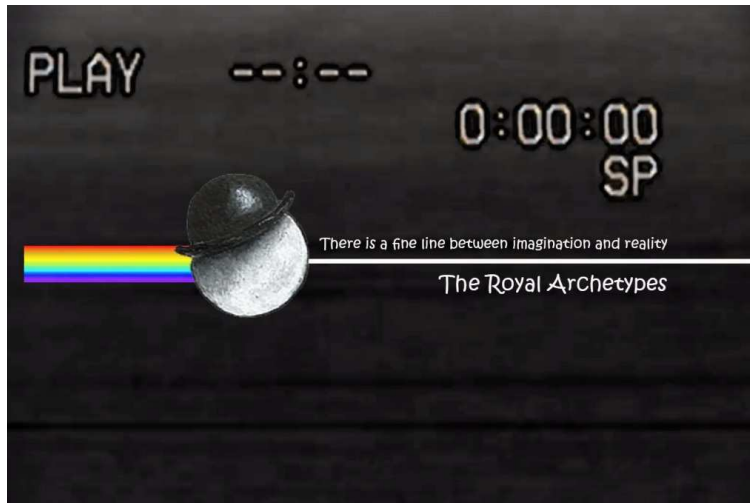 PLAY --:--
0:00:00
SP
There is a fine line between imagination and reality
The Royal Archetypes